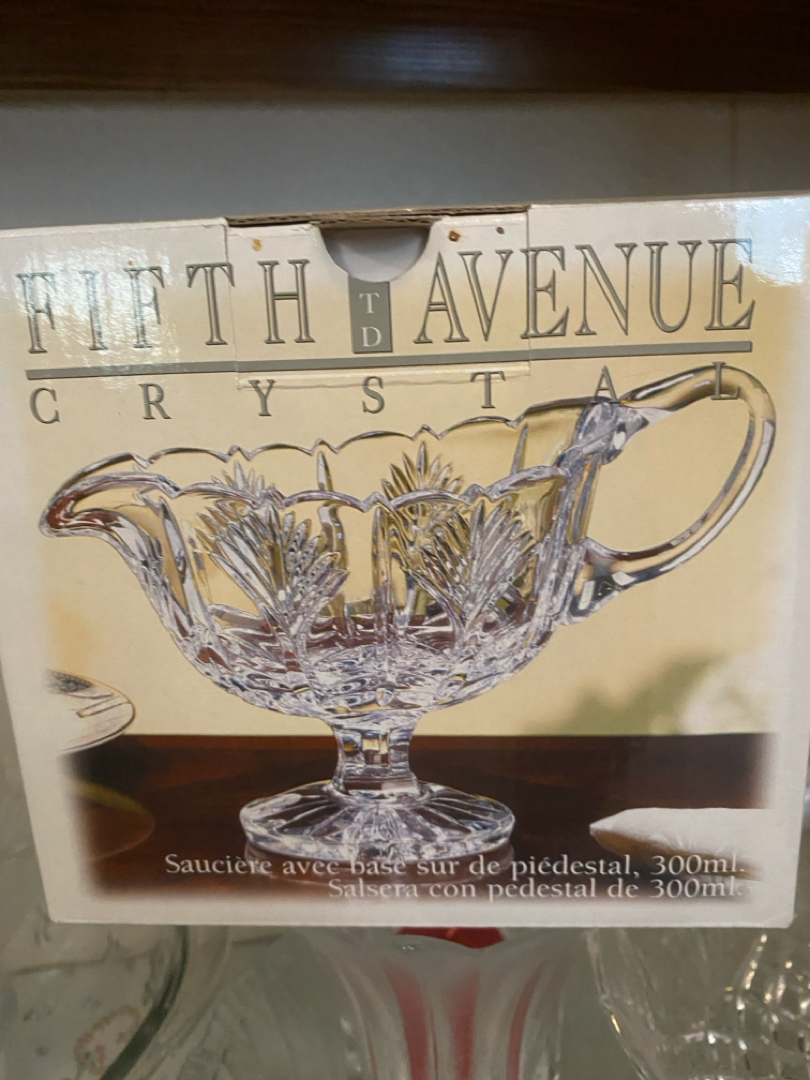 FIFTH TD AVENUE
CRYSTAL
Saucière avec base sur de piédestal, 300ml.
Salsera con pedestal de 300ml.